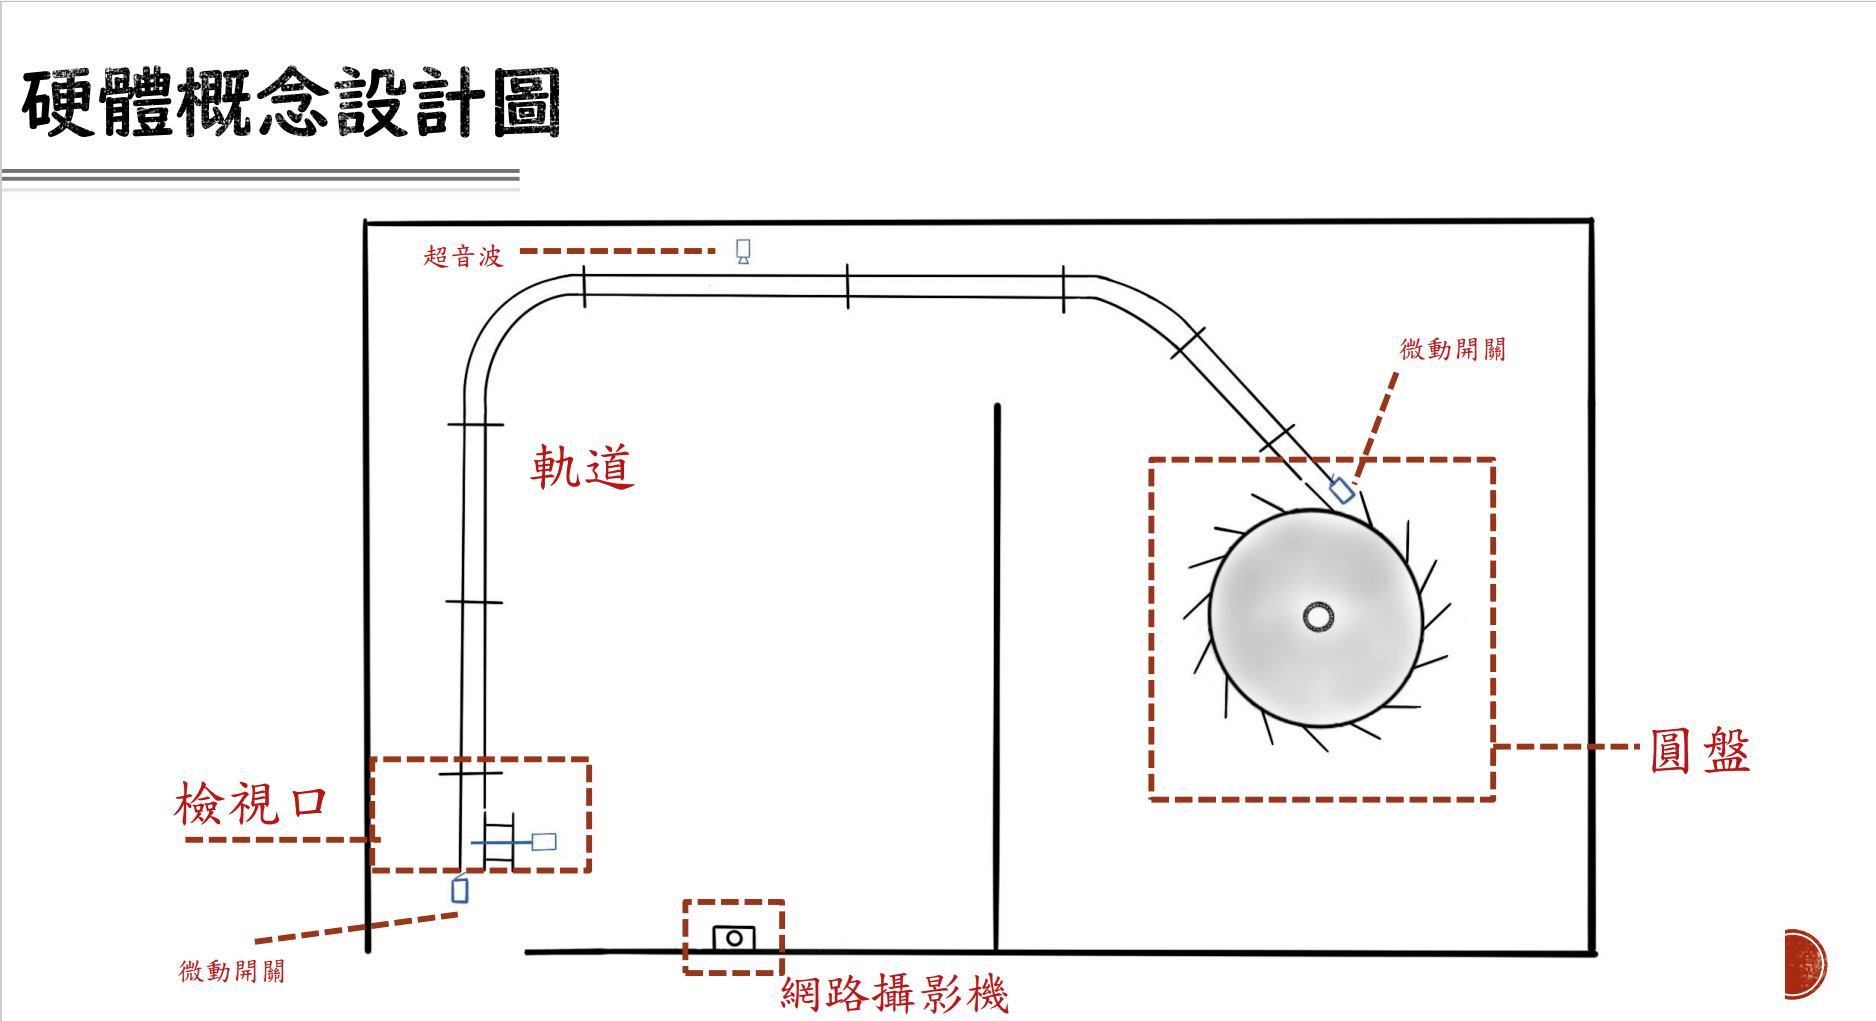 硬體概念設計圖
超音波
微動開關
軌道
圓盤
檢視口
微動開關
網路攝影機